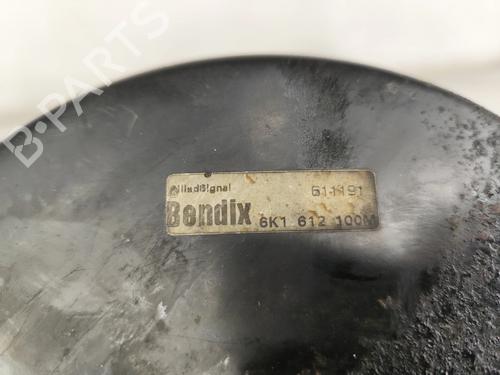 B-PARTS
AlliedSignal 611191
Bendix 6K1 612 100M